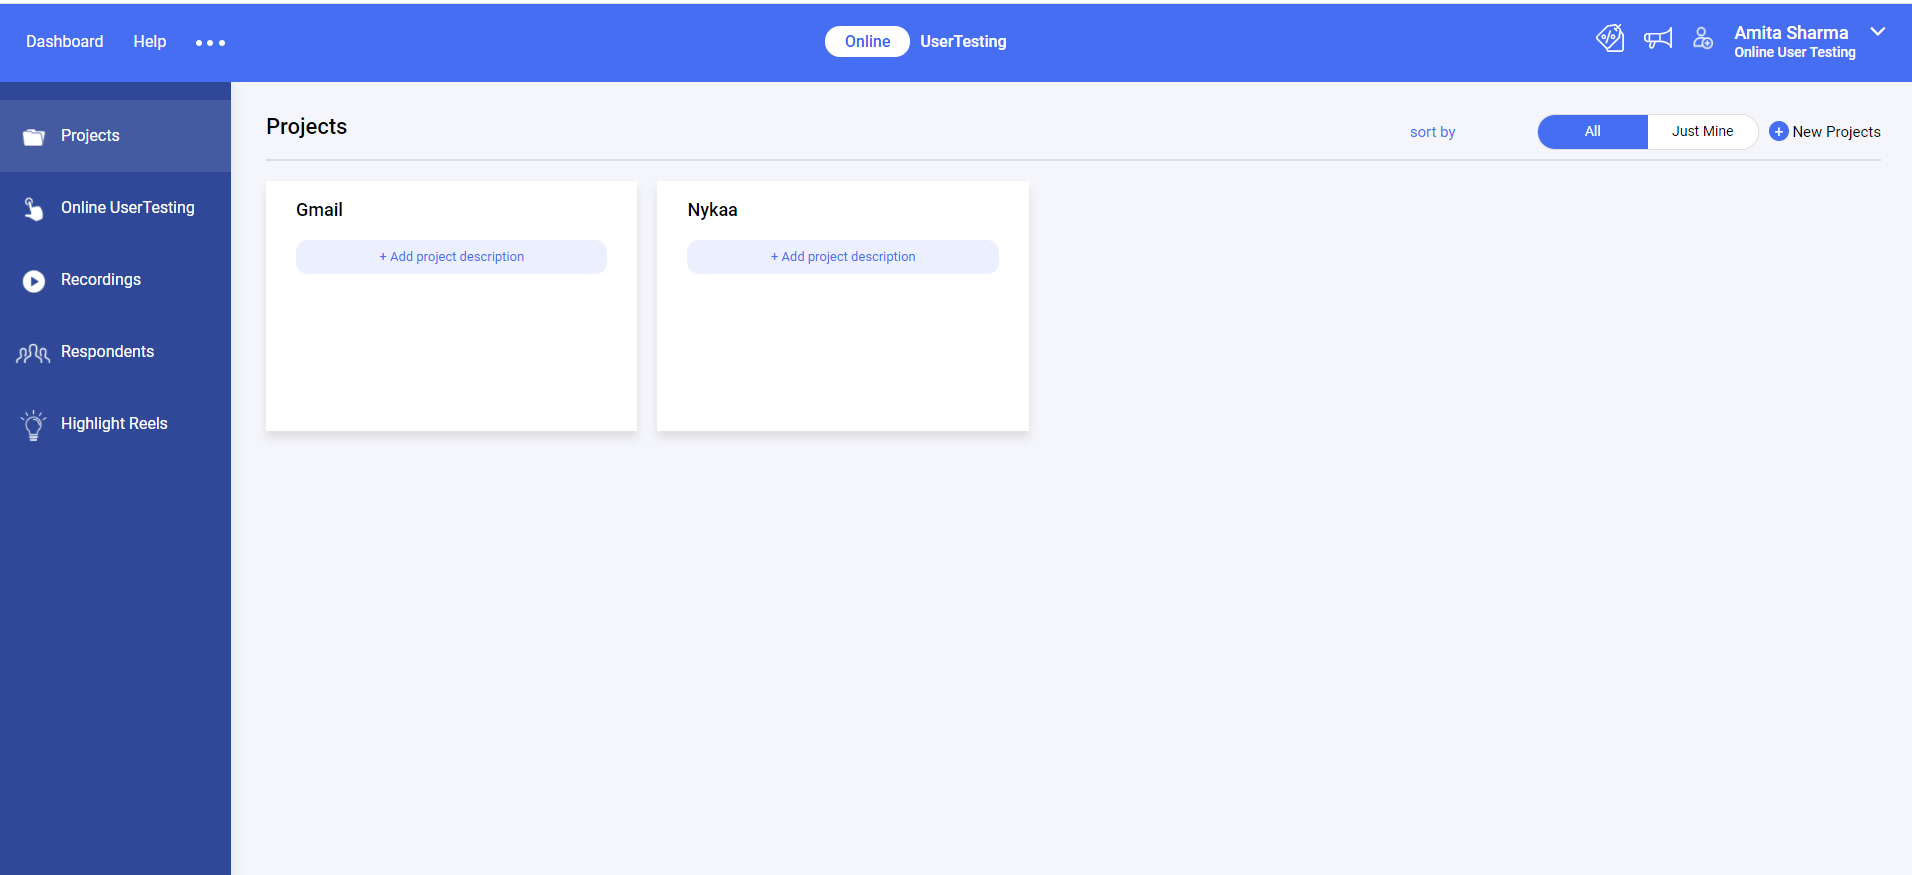 Dashboard Help
Online UserTesting
Amita Sharma
Online User Testing
Projects
Online UserTesting
Recordings
Respondents
Highlight Reels
Projects
sort by
All Just Mine + New Projects
Gmail
+ Add project description
Nykaa
+ Add project description